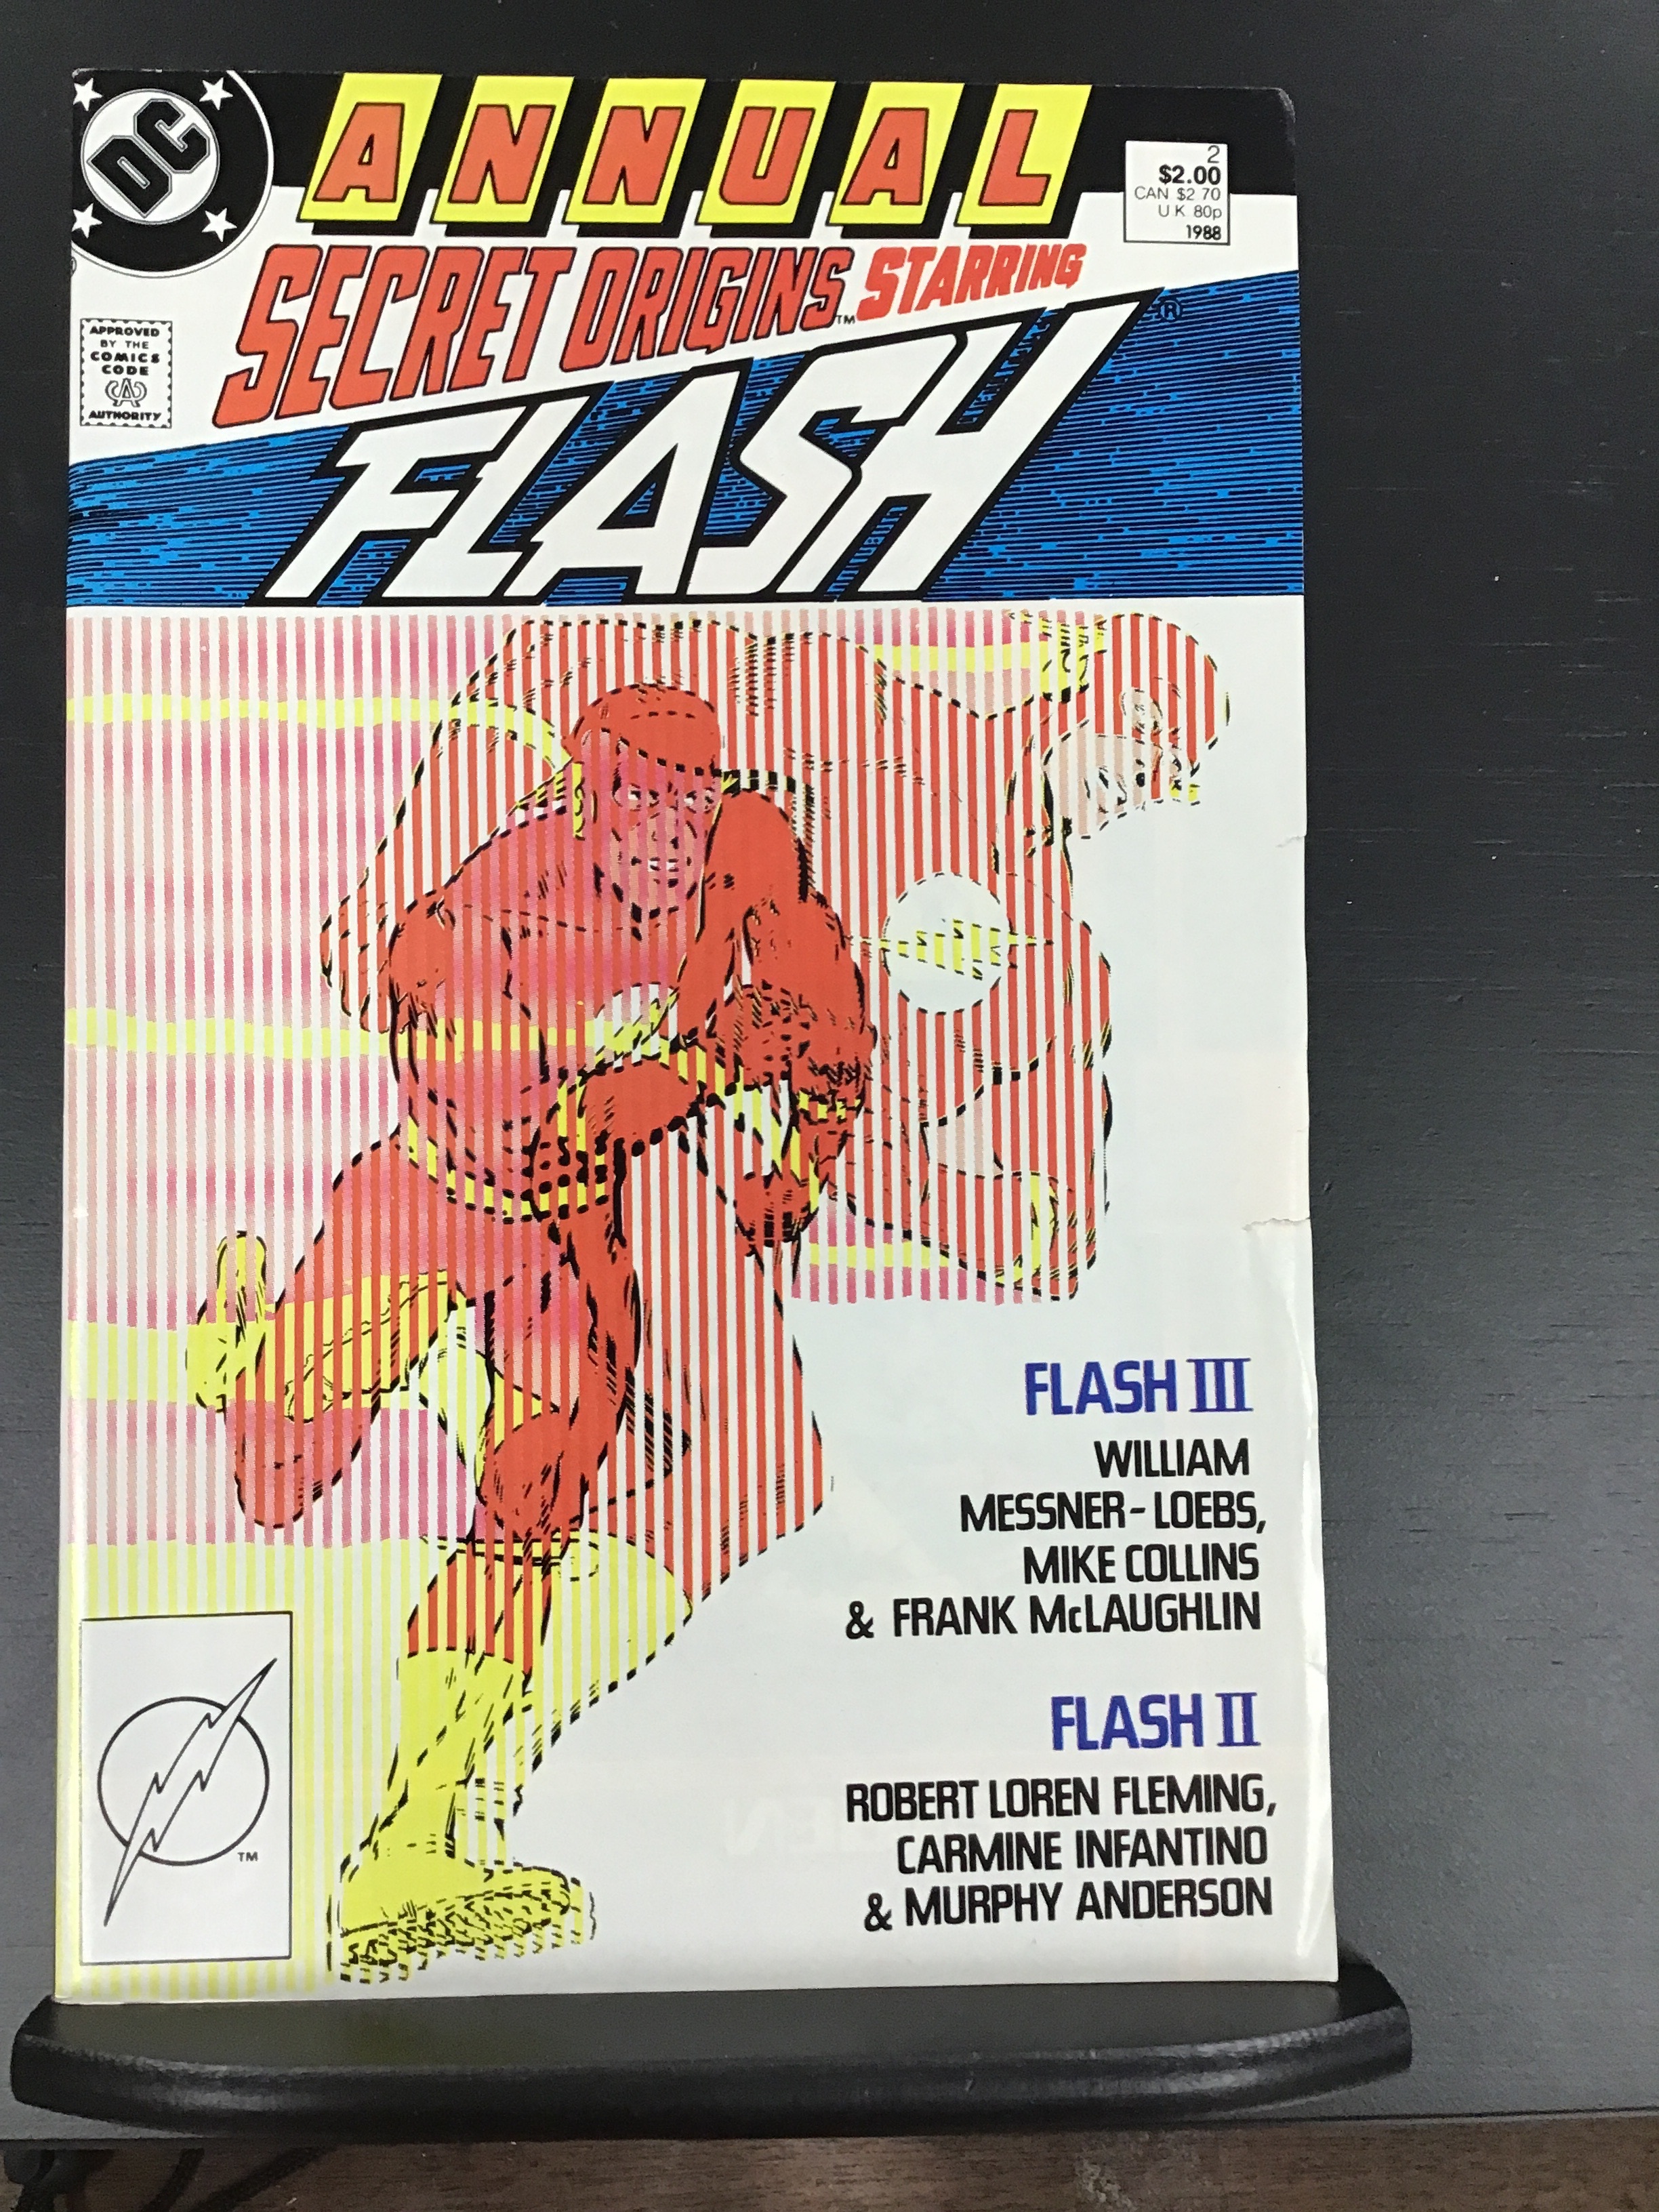 DC
ANNUAL
2
$2.00
CAN $2.70
U.K. 80p
1988
SECRET ORIGINS™ STARRING
FLASH®
APPROVED
BY THE
COMICS
CODE
CA
AUTHORITY
FLASH III
WILLIAM
MESSNER-LOEBS,
MIKE COLLINS
& FRANK McLAUGHLIN
FLASH II
ROBERT LOREN FLEMING,
CARMINE INFANTINO
& MURPHY ANDERSON
TM